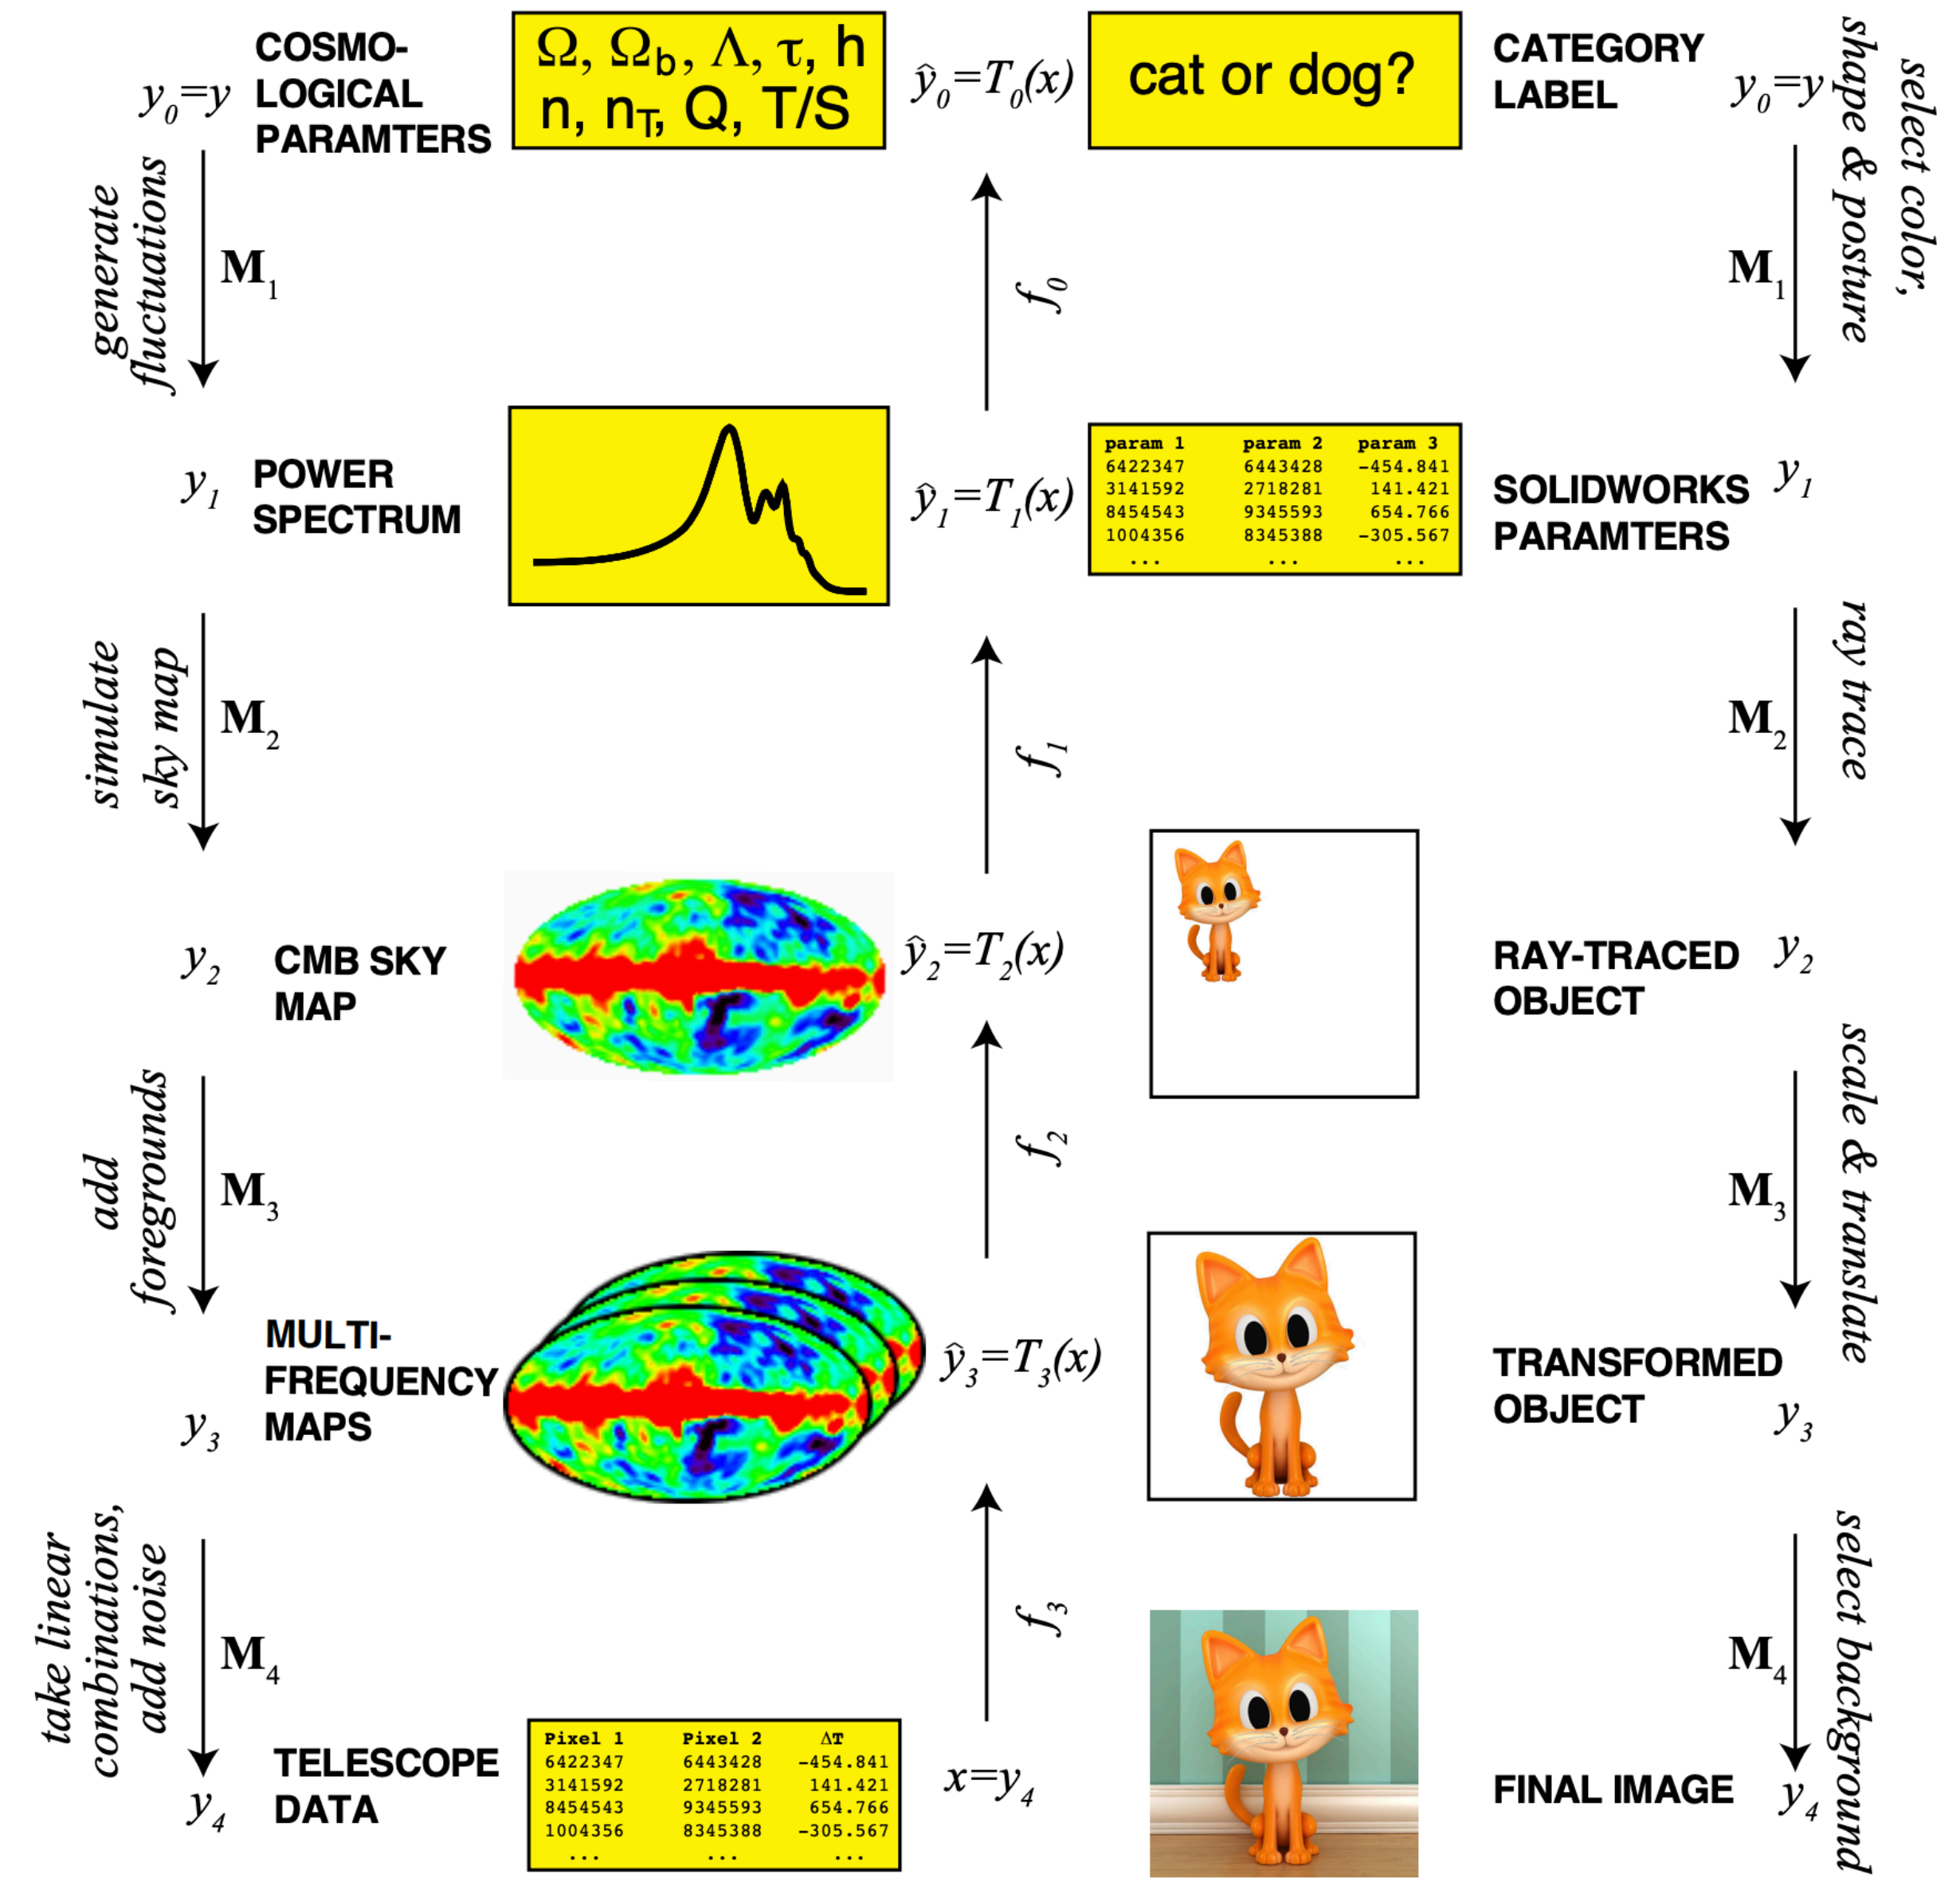 y₀=y
COSMO-
LOGICAL
PARAMTERS
Ω, Ω_b, Λ, τ, h
n, n_T, Q, T/S
ŷ₀=T₀(x)
cat or dog?
CATEGORY
LABEL
y₀=y
generate
fluctuations
M₁
f₀
M₁
select color,
shape & posture
y₁
POWER
SPECTRUM
ŷ₁=T₁(x)
param 1 param 2 param 3
6422347 6443428 -454.841
3141592 2718281 141.421
8454543 9345593 654.766
1004356 8345388 -305.567
... ... ...
SOLIDWORKS
PARAMTERS
y₁
simulate
sky map
M₂
f₁
M₂
ray trace
y₂
CMB SKY
MAP
ŷ₂=T₂(x)
RAY-TRACED
OBJECT
y₂
add
foregrounds
M₃
f₂
M₃
scale & translate
y₃
MULTI-
FREQUENCY
MAPS
ŷ₃=T₃(x)
TRANSFORMED
OBJECT
y₃
take linear
combinations,
add noise
M₄
f₃
M₄
select background
y₄
TELESCOPE
DATA
Pixel 1 Pixel 2 ΔT
6422347 6443428 -454.841
3141592 2718281 141.421
8454543 9345593 654.766
1004356 8345388 -305.567
... ... ...
x=y₄
FINAL IMAGE
y₄